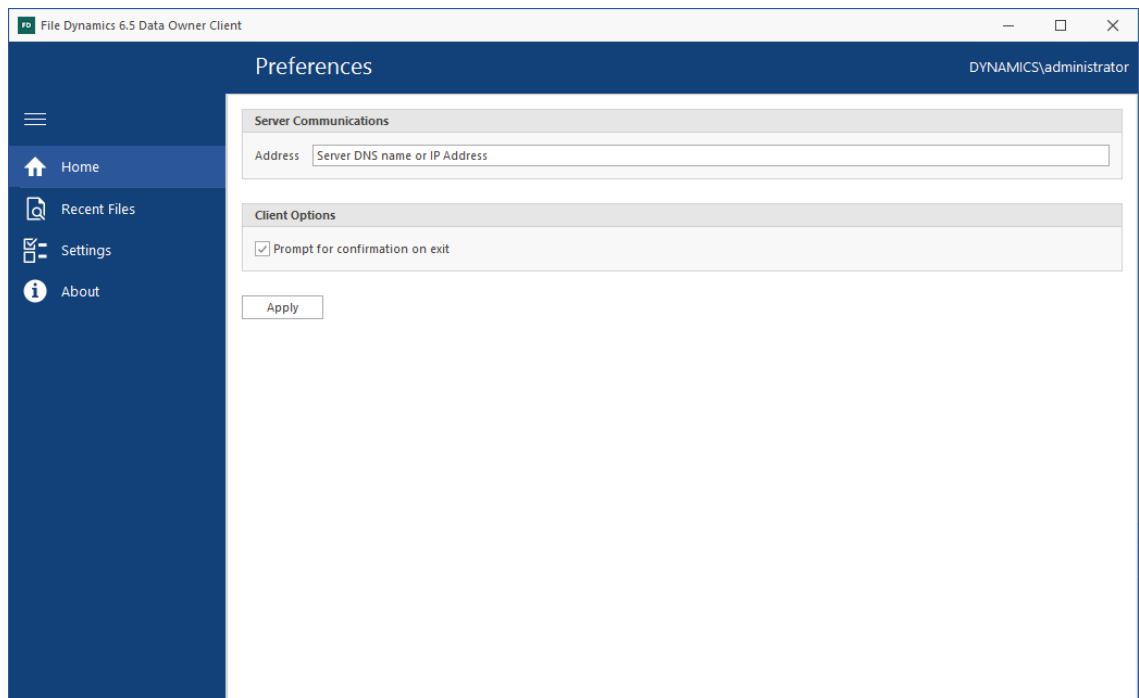 FD File Dynamics 6.5 Data Owner Client
Preferences
DYNAMICS\administrator
Home
Recent Files
Settings
About
Server Communications
Address Server DNS name or IP Address
Client Options
Prompt for confirmation on exit
Apply